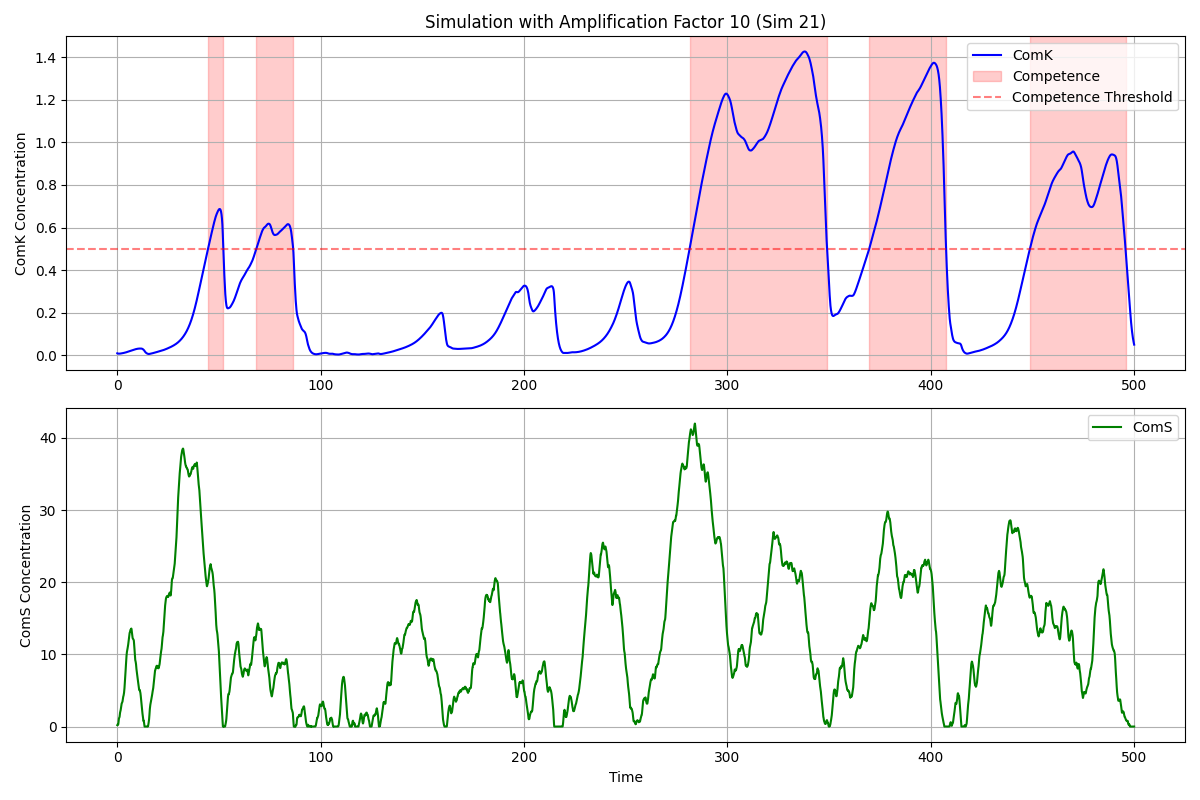 Simulation with Amplification Factor 10 (Sim 21)
ComK Concentration
1.4
1.2
1.0
0.8
0.6
0.4
0.2
0.0
ComK
Competence
Competence Threshold
0 100 200 300 400 500
ComS Concentration
40
30
20
10
0
ComS
0 100 200 300 400 500
Time